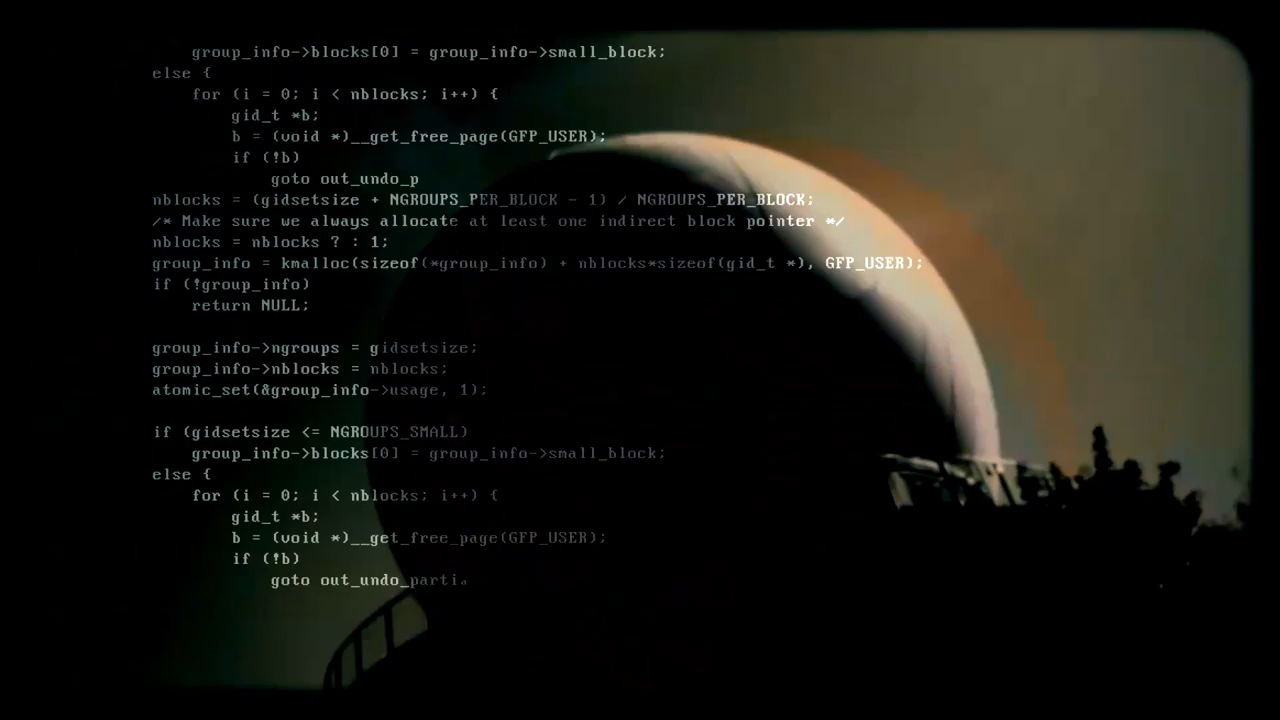 group_info->blocks[0] = group_info->small_block;
else {
for (i = 0; i < nblocks; i++) {
gid_t *b;
b = (void *)__get_free_page(GFP_USER);
if (!b)
goto out_undo_p
nblocks = (gidsetsize + NGROUPS_PER_BLOCK - 1) / NGROUPS_PER_BLOCK;
/* Make sure we always allocate at least one indirect block pointer */
nblocks = nblocks ? : 1;
group_info = kmalloc(sizeof(*group_info) + nblocks*sizeof(gid_t *), GFP_USER);
if (!group_info)
return NULL;
group_info->ngroups = gidsetsize;
group_info->nblocks = nblocks;
atomic_set(&group_info->usage, 1);
if (gidsetsize <= NGROUPS_SMALL)
group_info->blocks[0] = group_info->small_block;
else {
for (i = 0; i < nblocks; i++) {
gid_t *b;
b = (void *)__get_free_page(GFP_USER);
if (!b)
goto out_undo_partia